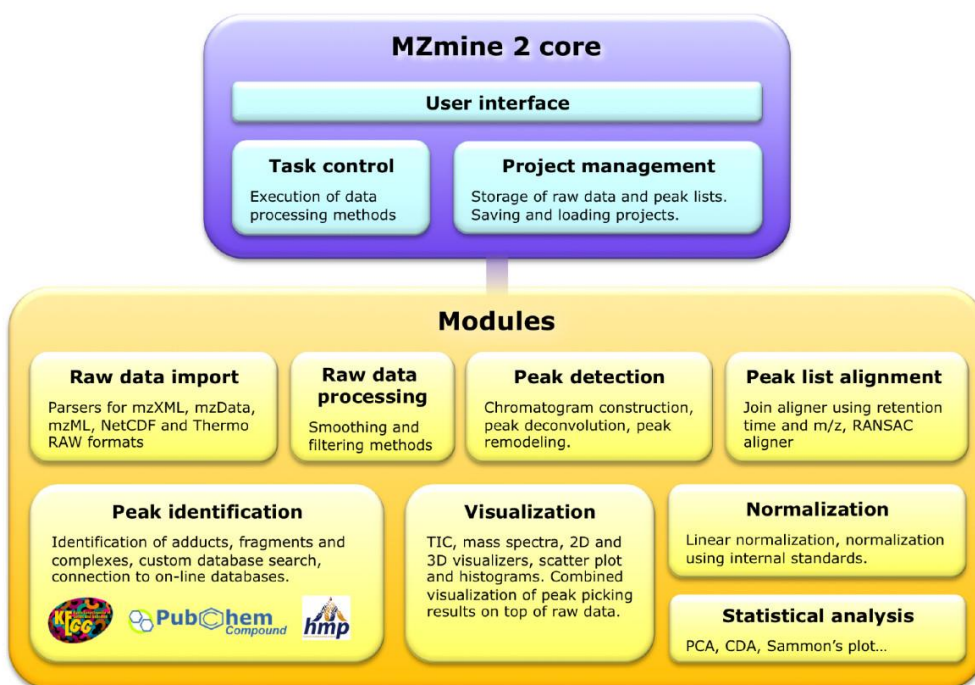 MZmine 2 core
User interface
Task control
Execution of data
processing methods
Project management
Storage of raw data and peak lists.
Saving and loading projects.
Modules
Raw data import
Parsers for mzXML, mzData,
mzML, NetCDF and Thermo
RAW formats
Raw data
processing
Smoothing and
filtering methods
Peak detection
Chromatogram construction,
peak deconvolution, peak
remodeling.
Peak list alignment
Join aligner using retention
time and m/z, RANSAC
aligner
Peak identification
Identification of adducts, fragments and
complexes, custom database search,
connection to on-line databases.
KEGG
PubChem
Compound
hmp
Visualization
TIC, mass spectra, 2D and
3D visualizers, scatter plot
and histograms. Combined
visualization of peak picking
results on top of raw data.
Normalization
Linear normalization, normalization
using internal standards.
Statistical analysis
PCA, CDA, Sammon's plot...